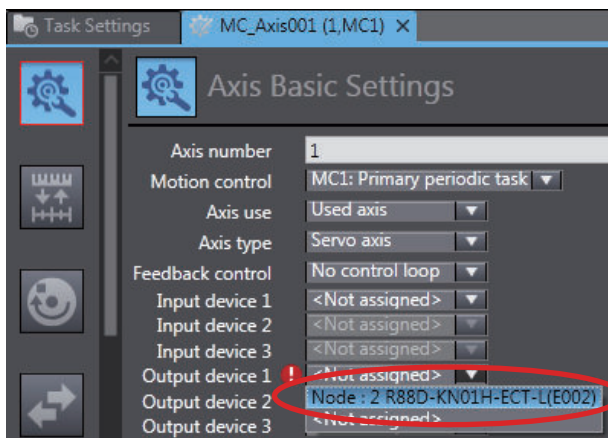 Task Settings
MC_Axis001 (1,MC1)
Axis Basic Settings
Axis number 1
Motion control MC1: Primary periodic task
Axis use Used axis
Axis type Servo axis
Feedback control No control loop
Input device 1 <Not assigned>
Input device 2 <Not assigned>
Input device 3 <Not assigned>
Output device 1 <Not assigned>
Output device 2 Node : 2 R88D-KN01H-ECT-L(E002)
Output device 3 <Not assigned>